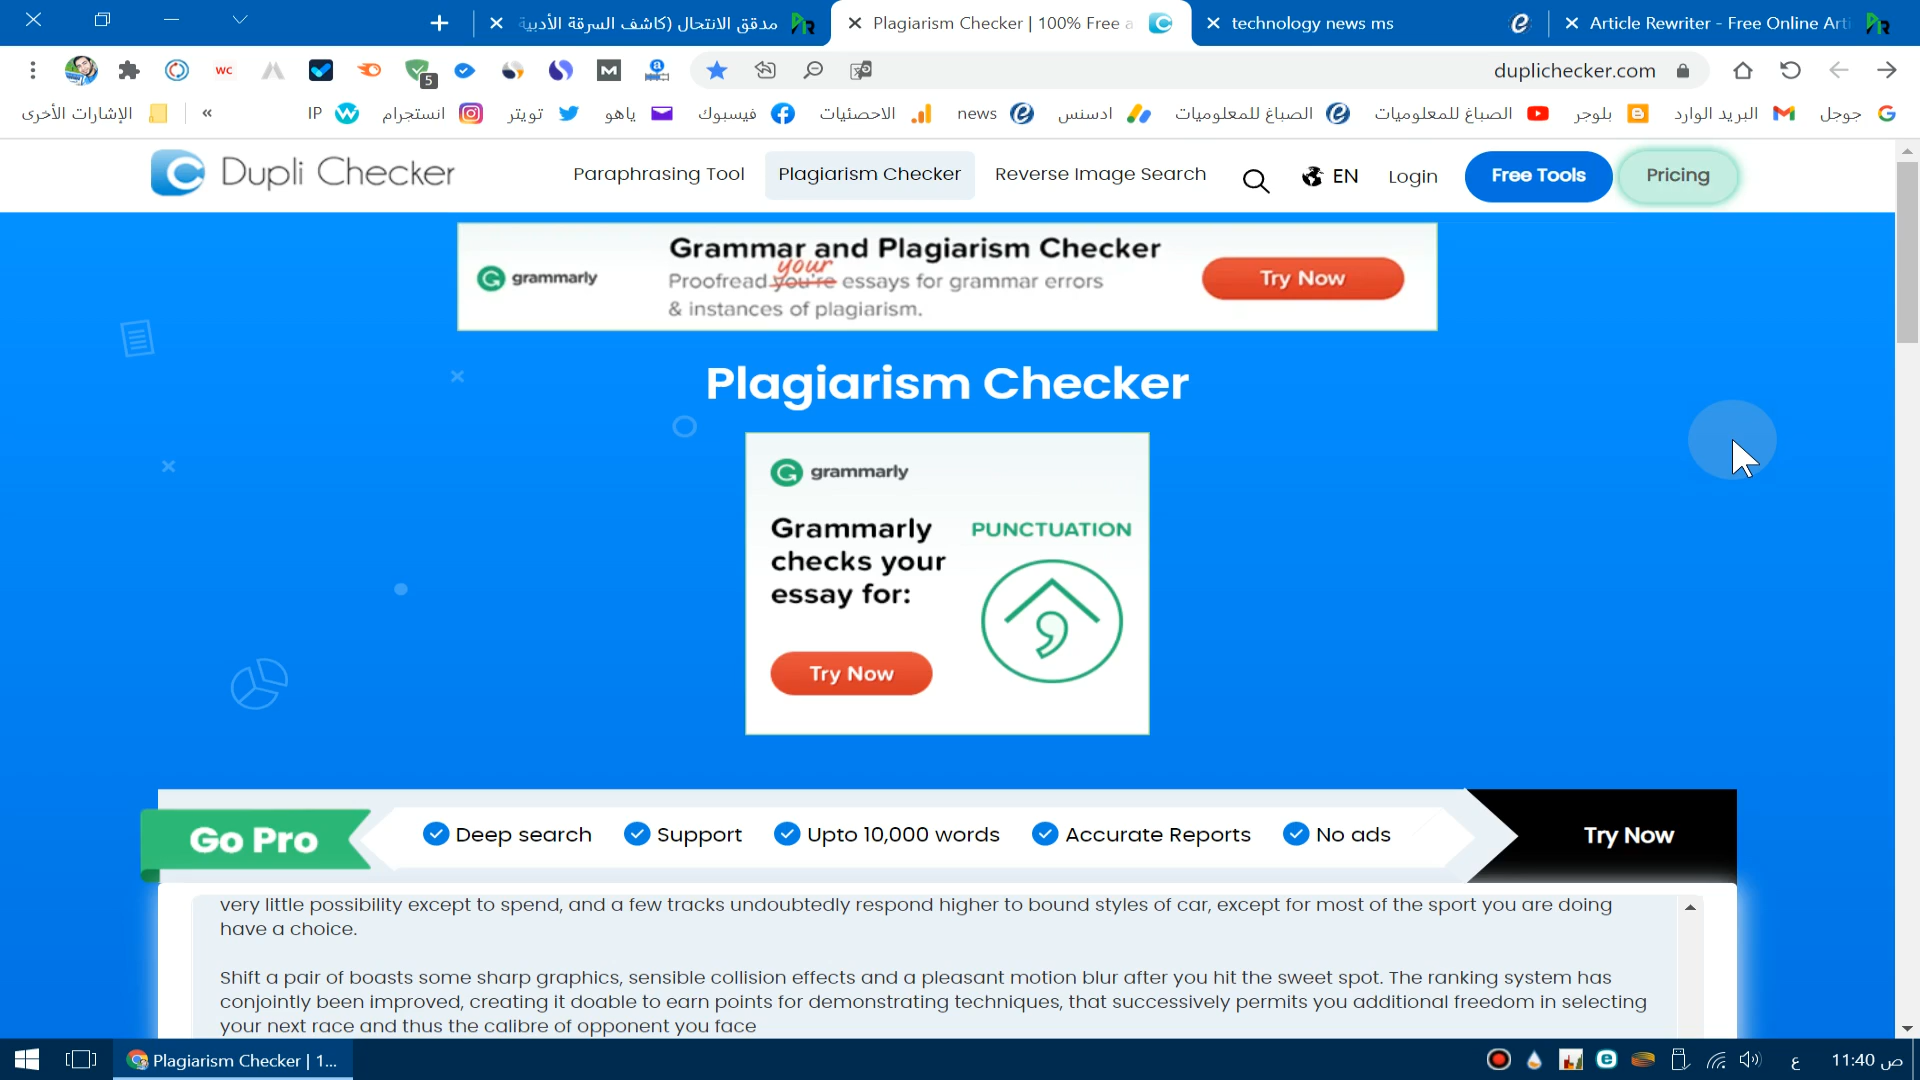 Article Rewriter - Free Online Arti
technology news ms
Plagiarism Checker | 100% Free a
مدقق الانتحال (كاشف السرقة الأدبية
duplichecker.com
WC
5
M
a
جوجل
البريد الوارد
بلوجر
الصباغ للمعلوميات
الصباغ للمعلوميات
ادسنس
news
الاحصئيات
فيسبوك
ياهو
تويتر
انستجرام
IP
»
الإشارات الأخرى
Dupli Checker
Paraphrasing Tool
Plagiarism Checker
Reverse Image Search
EN
Login
Free Tools
Pricing
grammarly
Grammar and Plagiarism Checker
your
Proofread you're essays for grammar errors
& instances of plagiarism.
Try Now
Plagiarism Checker
grammarly
Grammarly
checks your
essay for:
PUNCTUATION
Try Now
Go Pro
Deep search
Support
Upto 10,000 words
Accurate Reports
No ads
Try Now
very little possibility except to spend, and a few tracks undoubtedly respond higher to bound styles of car, except for most of the sport you are doing
have a choice.
Shift a pair of boasts some sharp graphics, sensible collision effects and a pleasant motion blur after you hit the sweet spot. The ranking system has
conjointly been improved, creating it doable to earn points for demonstrating techniques, that successively permits you additional freedom in selecting
your next race and thus the calibre of opponent you face
Plagiarism Checker | 1...
ع
11:40 ص